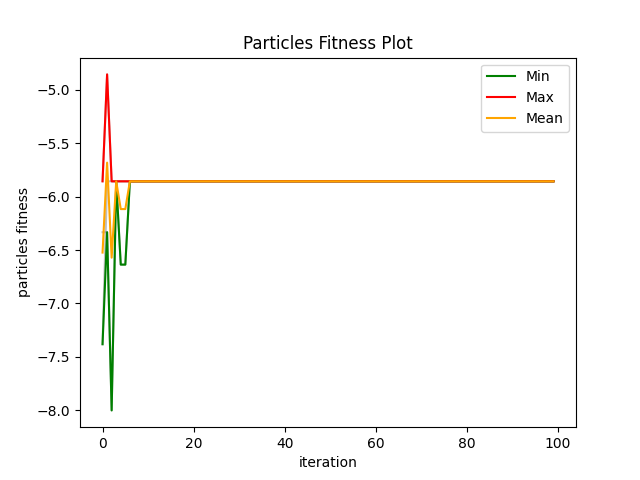 Particles Fitness Plot
particles fitness
−5.0
−5.5
−6.0
−6.5
−7.0
−7.5
−8.0
Min
Max
Mean
0 20 40 60 80 100
iteration